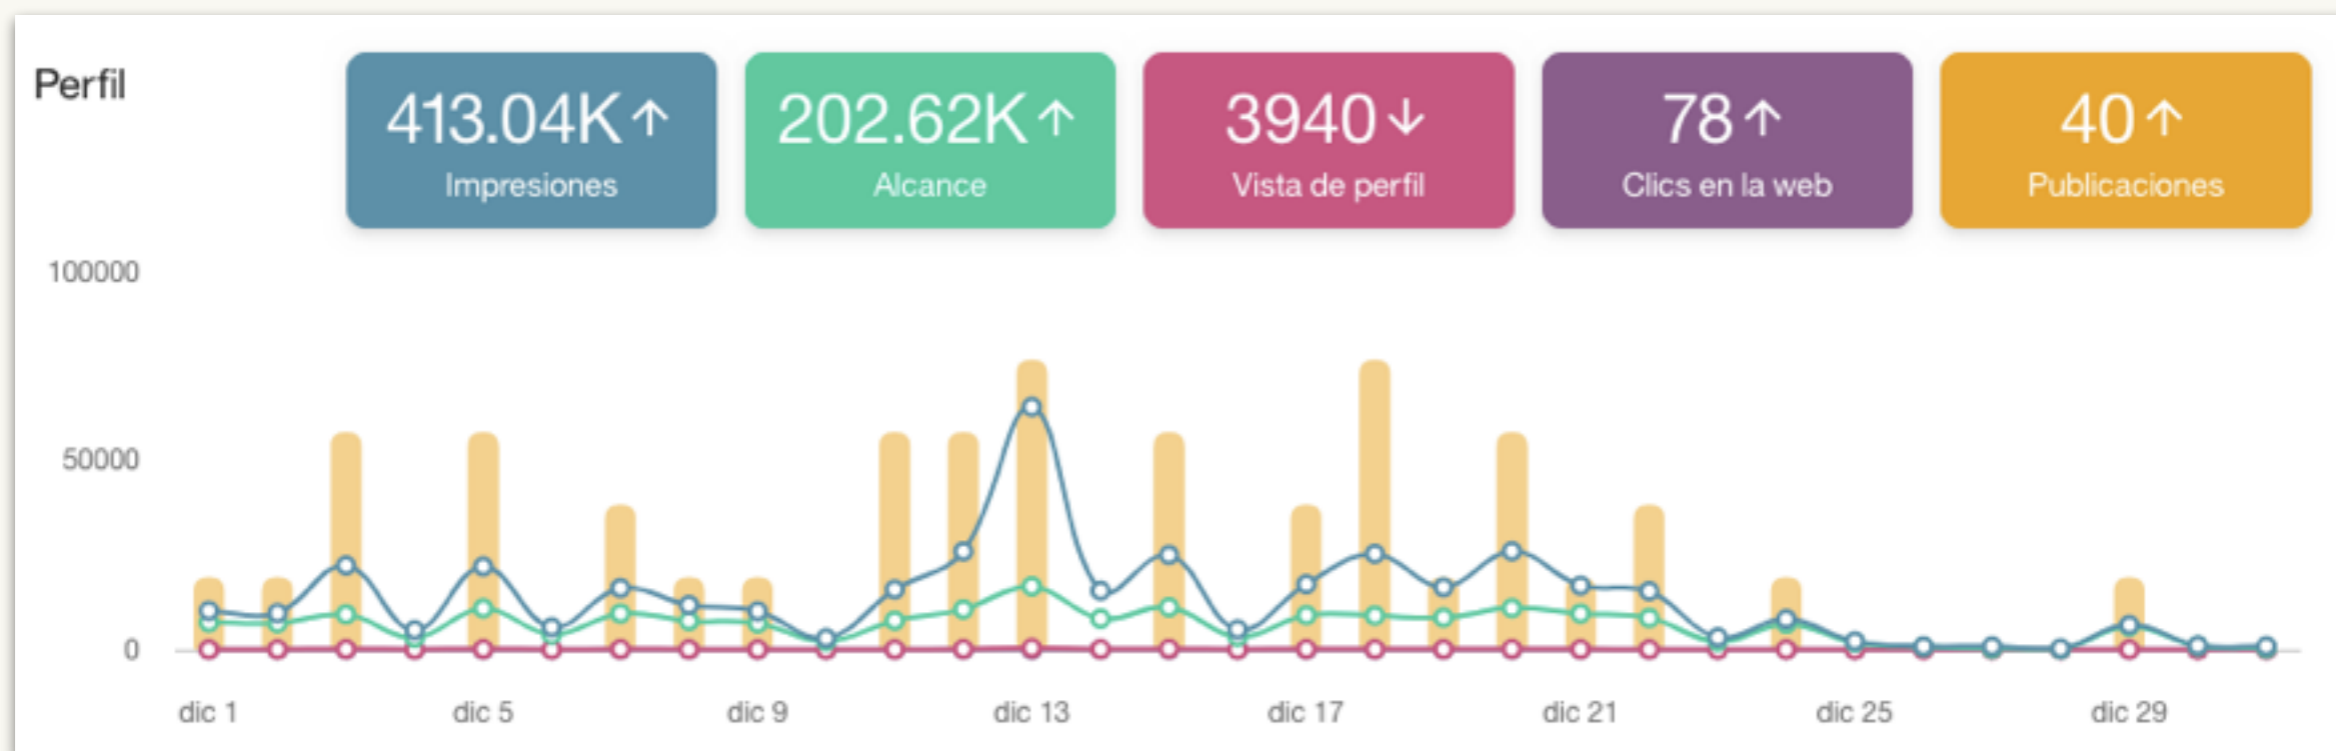 Perfil
413.04K↑
Impresiones
202.62K↑
Alcance
3940↓
Vista de perfil
78↑
Clics en la web
40↑
Publicaciones
100000
50000
0
dic 1
dic 5
dic 9
dic 13
dic 17
dic 21
dic 25
dic 29